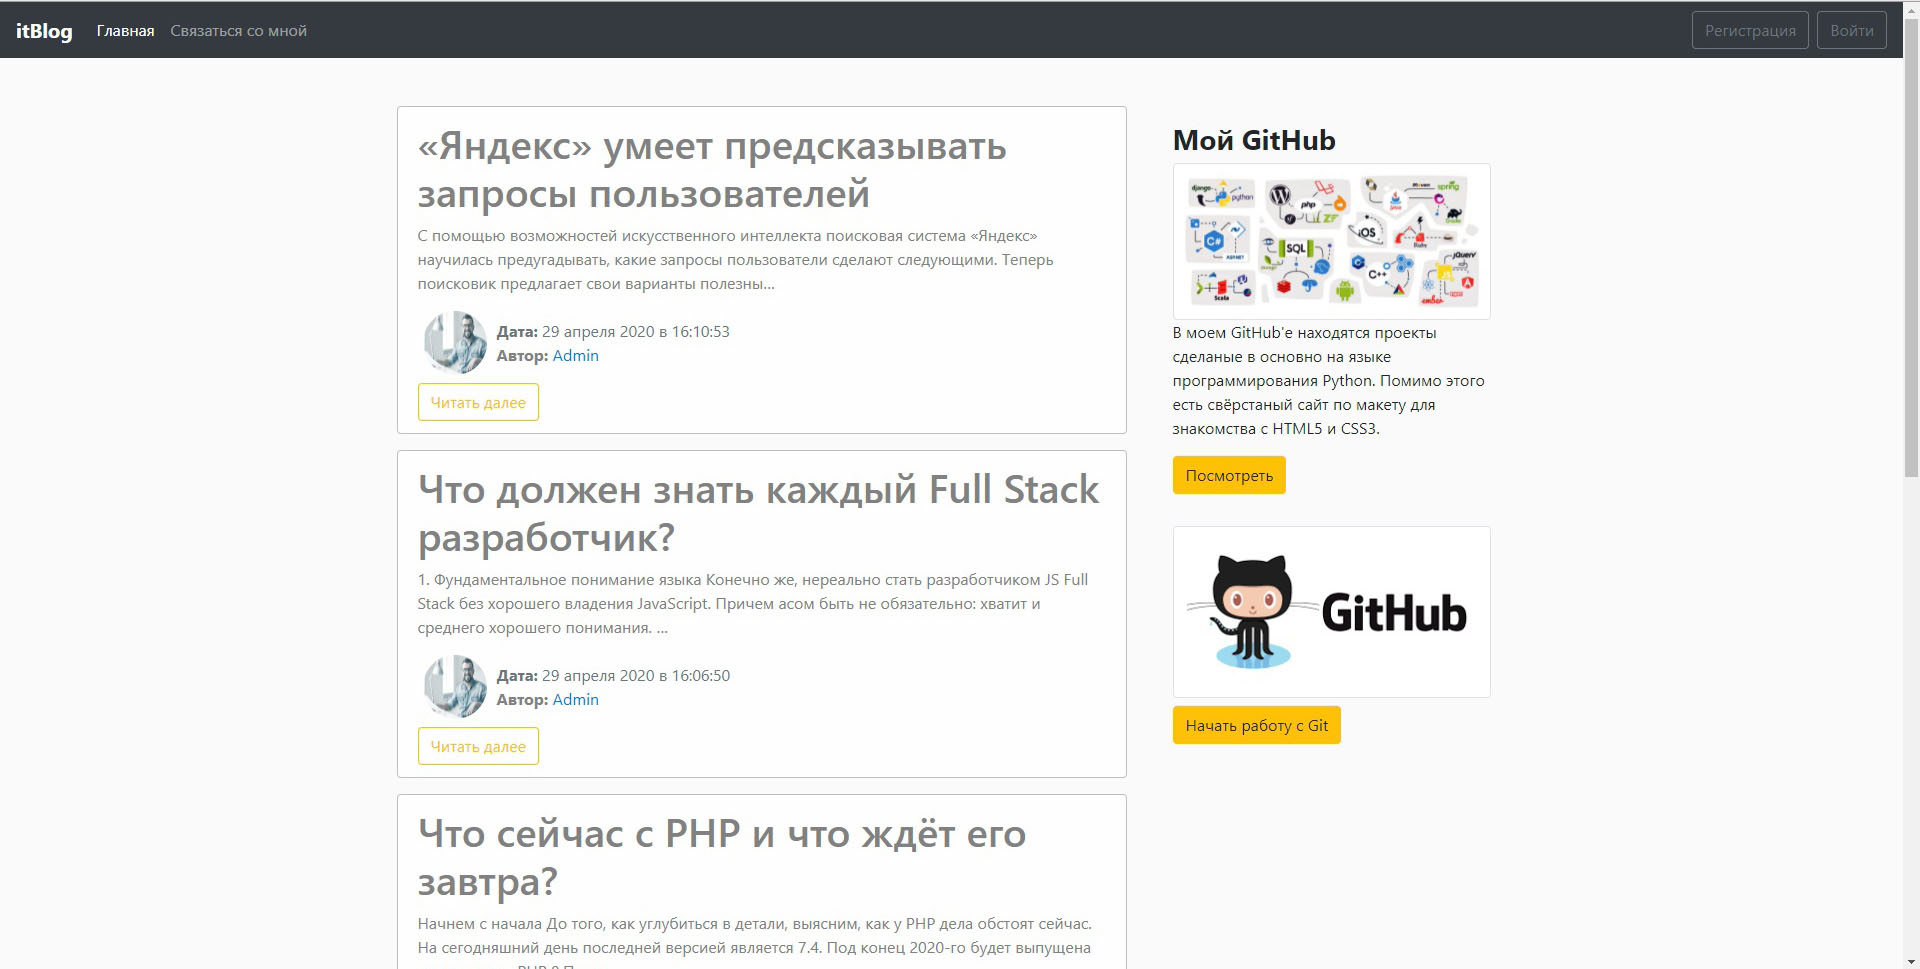 itBlog Главная Связаться со мной Регистрация Войти
«Яндекс» умеет предсказывать
запросы пользователей
С помощью возможностей искусственного интеллекта поисковая система «Яндекс»
научилась предугадывать, какие запросы пользователи сделают следующими. Теперь
поисковик предлагает свои варианты полезны...
Дата: 29 апреля 2020 в 16:10:53
Автор: Admin
Читать далее
Что должен знать каждый Full Stack
разработчик?
1. Фундаментальное понимание языка Конечно же, нереально стать разработчиком JS Full
Stack без хорошего владения JavaScript. Причем асом быть не обязательно: хватит и
среднего хорошего понимания. ...
Дата: 29 апреля 2020 в 16:06:50
Автор: Admin
Читать далее
Что сейчас с PHP и что ждёт его
завтра?
Начнем с начала До того, как углубиться в детали, выясним, как у PHP дела обстоят сейчас.
На сегодняшний день последней версией является 7.4. Под конец 2020-го будет выпущена
Мой GitHub
django
python
php
ZF
Java
Maven
spring
iOS
C#
ASP.NET
SQL
C++
jQuery
Scala
ember
В моем GitHub'е находятся проекты
сделаные в основно на языке
программирования Python. Помимо этого
есть свёрстаный сайт по макету для
знакомства с HTML5 и CSS3.
Посмотреть
GitHub
Начать работу с Git